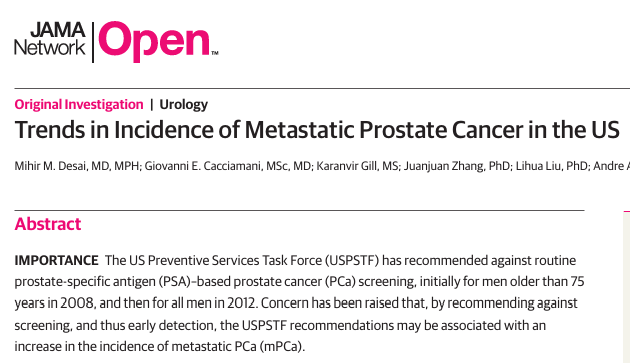 JAMA
Network Open™
Original Investigation | Urology
Trends in Incidence of Metastatic Prostate Cancer in the US
Mihir M. Desai, MD, MPH; Giovanni E. Cacciamani, MSc, MD; Karanvir Gill, MS; Juanjuan Zhang, PhD; Lihua Liu, PhD; Andre
Abstract
IMPORTANCE The US Preventive Services Task Force (USPSTF) has recommended against routine
prostate-specific antigen (PSA)–based prostate cancer (PCa) screening, initially for men older than 75
years in 2008, and then for all men in 2012. Concern has been raised that, by recommending against
screening, and thus early detection, the USPSTF recommendations may be associated with an
increase in the incidence of metastatic PCa (mPCa).